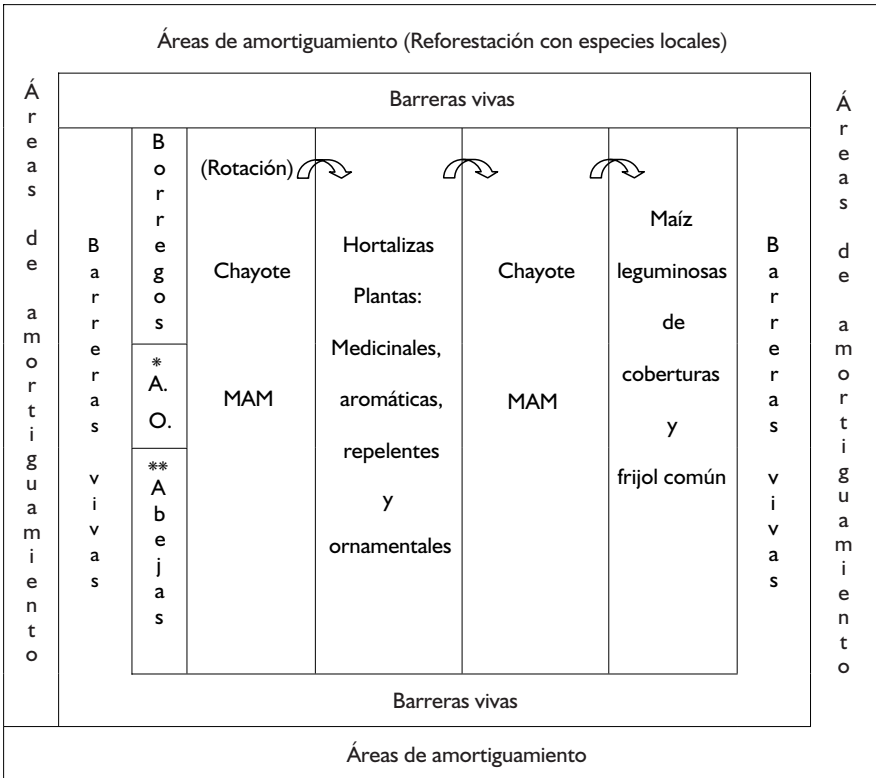 Áreas de amortiguamiento (Reforestación con especies locales)
Áreas de amortiguamiento
Barreras vivas
Barreras vivas
Borregos
*
A.
O.
**
Abejas
(Rotación)
Chayote
MAM
Hortalizas
Plantas:
Medicinales,
aromáticas,
repelentes
y
ornamentales
Chayote
MAM
Maíz
leguminosas
de
coberturas
y
frijol común
Barreras vivas
Áreas de amortiguamiento
Barreras vivas
Áreas de amortiguamiento